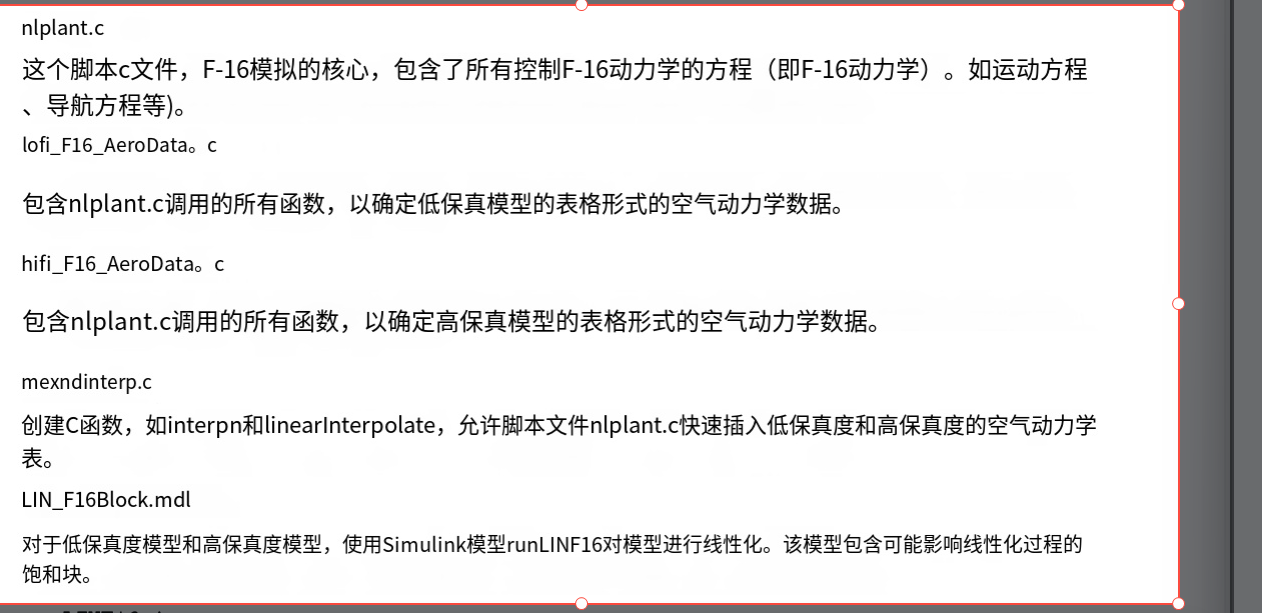 nlplant.c
这个脚本c文件，F-16模拟的核心，包含了所有控制F-16动力学的方程（即F-16动力学）。如运动方程
、导航方程等)。
lofi_F16_AeroData。c
包含nlplant.c调用的所有函数，以确定低保真模型的表格形式的空气动力学数据。
hifi_F16_AeroData。c
包含nlplant.c调用的所有函数，以确定高保真模型的表格形式的空气动力学数据。
mexndinterp.c
创建C函数，如interpn和linearInterpolate，允许脚本文件nlplant.c快速插入低保真度和高保真度的空气动力学
表。
LIN_F16Block.mdl
对于低保真度模型和高保真度模型，使用Simulink模型runLINF16对模型进行线性化。该模型包含可能影响线性化过程的
饱和块。